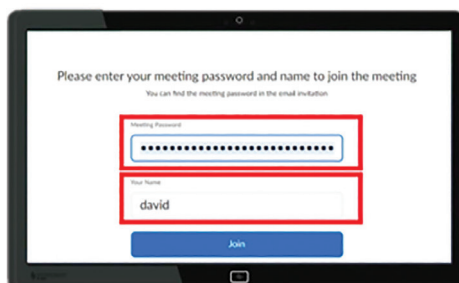 Please enter your meeting password and name to join the meeting
You can find the meeting password in the email invitation
Meeting Password
••••••••••••••••••••••••••••
Your Name
david
Join